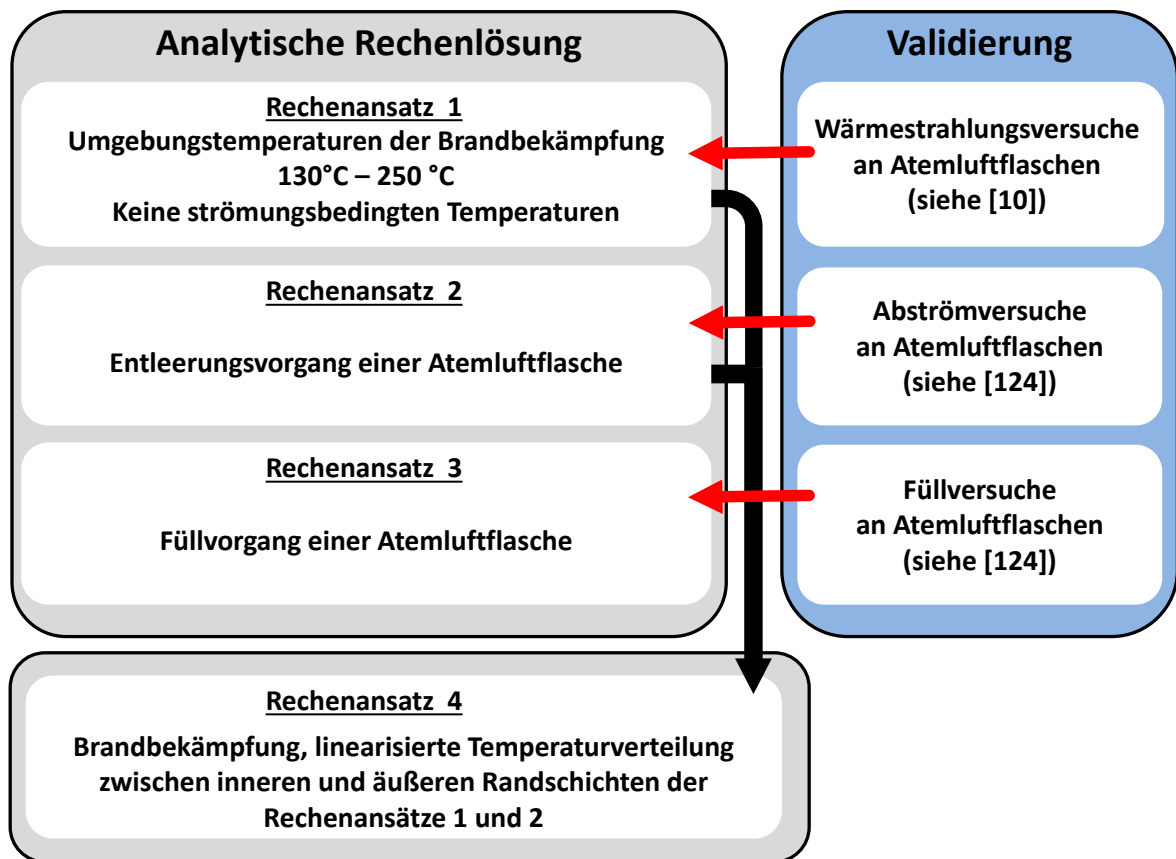 Analytische Rechenlösung
Rechenansatz 1
Umgebungstemperaturen der Brandbekämpfung
130°C – 250 °C
Keine strömungsbedingten Temperaturen
Rechenansatz 2
Entleerungsvorgang einer Atemluftflasche
Rechenansatz 3
Füllvorgang einer Atemluftflasche
Validierung
Wärmestrahlungsversuche
an Atemluftflaschen
(siehe [10])
Abströmversuche
an Atemluftflaschen
(siehe [124])
Füllversuche
an Atemluftflaschen
(siehe [124])
Rechenansatz 4
Brandbekämpfung, linearisierte Temperaturverteilung
zwischen inneren und äußeren Randschichten der
Rechenansätze 1 und 2